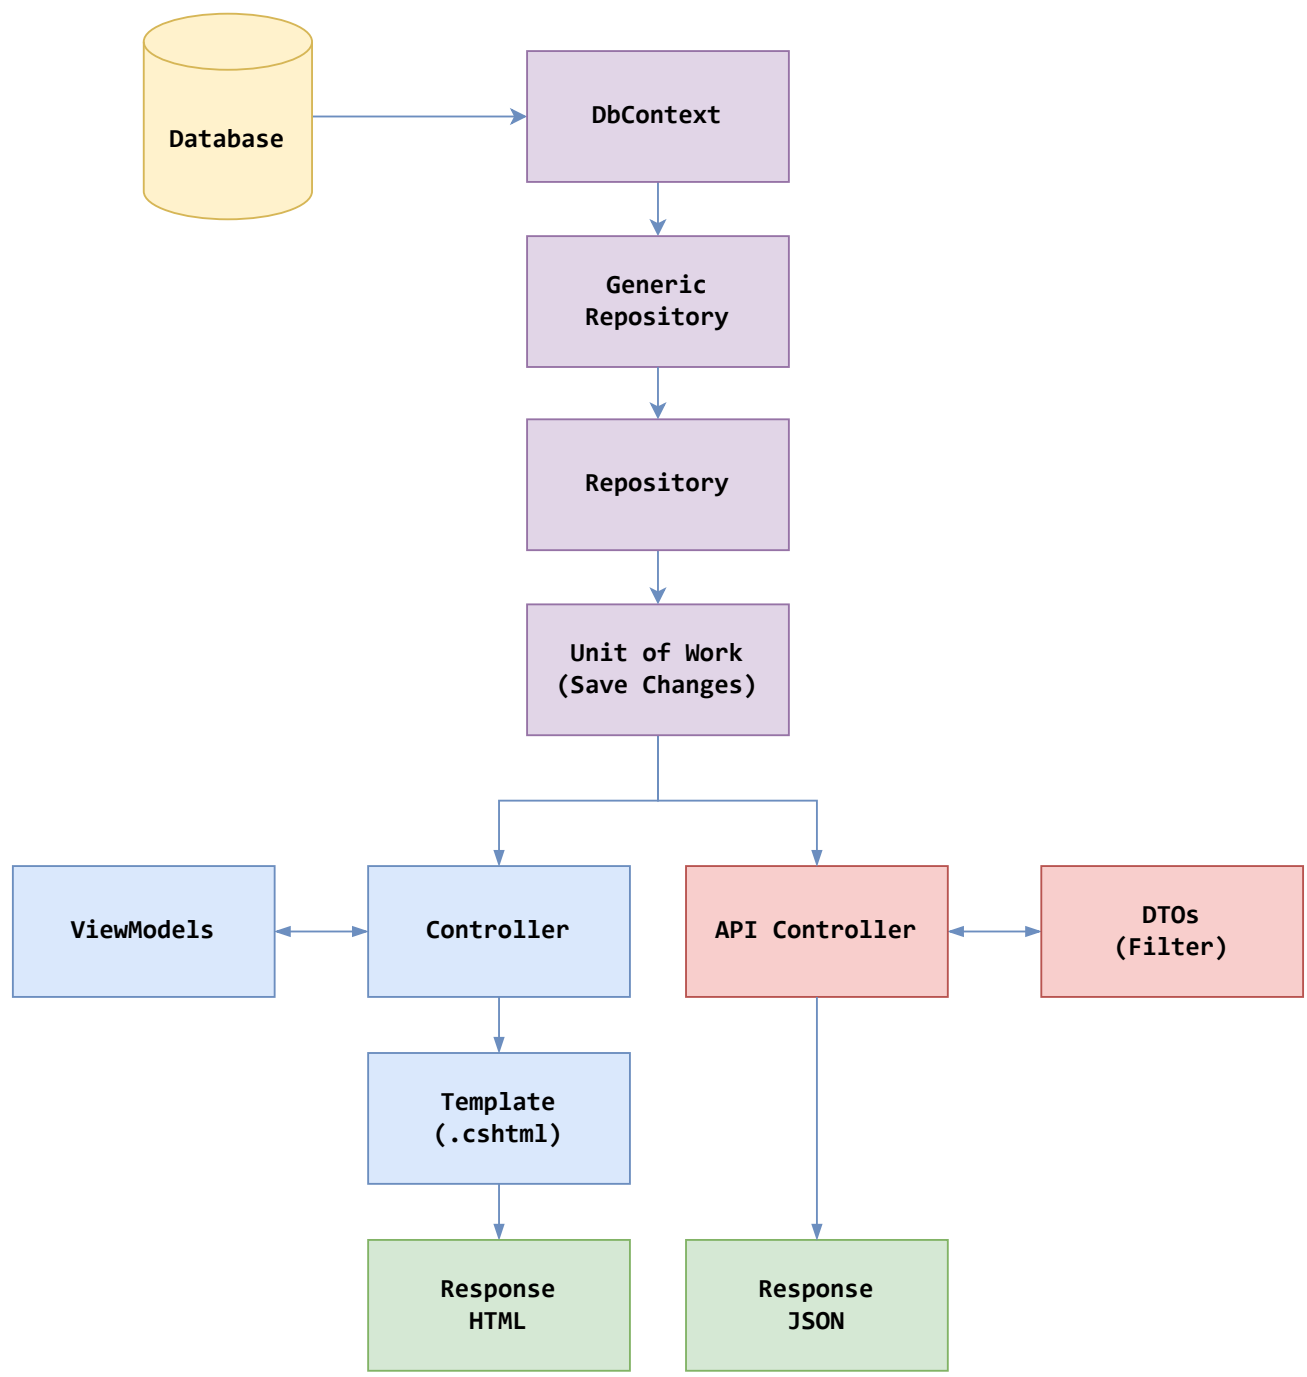 Database
DbContext
Generic
Repository
Repository
Unit of Work
(Save Changes)
ViewModels
Controller
API Controller
DTOs
(Filter)
Template
(.cshtml)
Response
HTML
Response
JSON